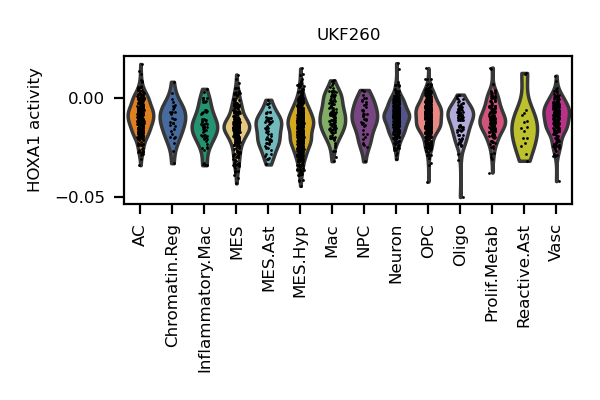 UKF260
HOXA1 activity
0.00
−0.05
AC
Chromatin.Reg
Inflammatory.Mac
MES
MES.Ast
MES.Hyp
Mac
NPC
Neuron
OPC
Oligo
Prolif.Metab
Reactive.Ast
Vasc